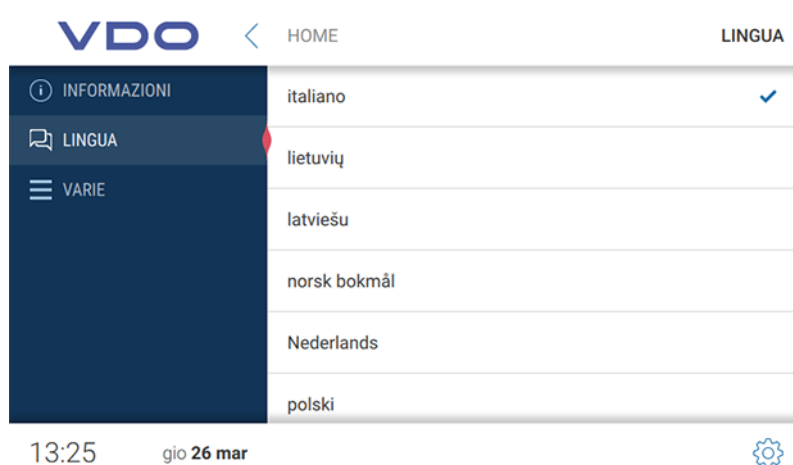 VDO
HOME
LINGUA
INFORMAZIONI
LINGUA
VARIE
italiano
lietuvių
latviešu
norsk bokmål
Nederlands
polski
13:25
gio 26 mar